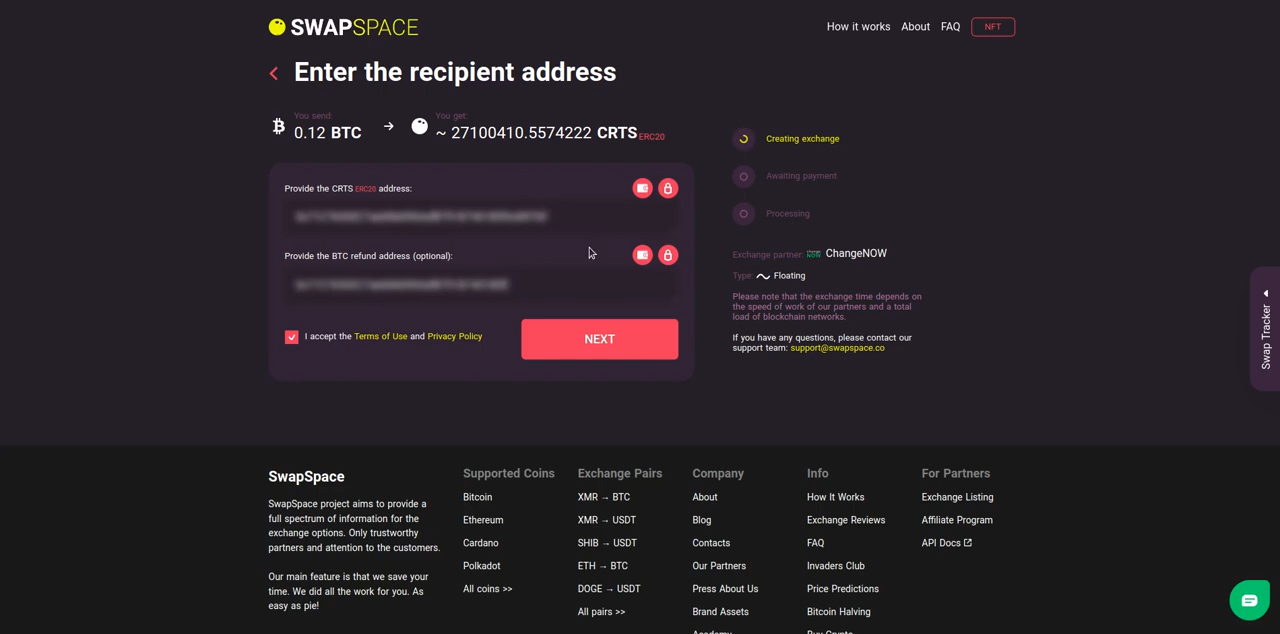 SWAPSPACE
How it works About FAQ NFT
Enter the recipient address
You send:
0.12 BTC
You get:
~ 27100410.5574222 CRTS ERC20
Provide the CRTS ERC20 address:
Provide the BTC refund address (optional):
I accept the Terms of Use and Privacy Policy
NEXT
Creating exchange
Awaiting payment
Processing
Exchange partner: ChangeNOW
Type: Floating
Please note that the exchange time depends on
the speed of work of our partners and a total
load of blockchain networks.
If you have any questions, please contact our
support team: support@swapspace.co
Swap Tracker
SwapSpace
SwapSpace project aims to provide a
full spectrum of information for the
exchange options. Only trustworthy
partners and attention to the customers.
Our main feature is that we save your
time. We did all the work for you. As
easy as pie!
Supported Coins
Bitcoin
Ethereum
Cardano
Polkadot
All coins >>
Exchange Pairs
XMR → BTC
XMR → USDT
SHIB → USDT
ETH → BTC
DOGE → USDT
All pairs >>
Company
About
Blog
Contacts
Our Partners
Press About Us
Brand Assets
Info
How It Works
Exchange Reviews
FAQ
Invaders Club
Price Predictions
Bitcoin Halving
For Partners
Exchange Listing
Affiliate Program
API Docs